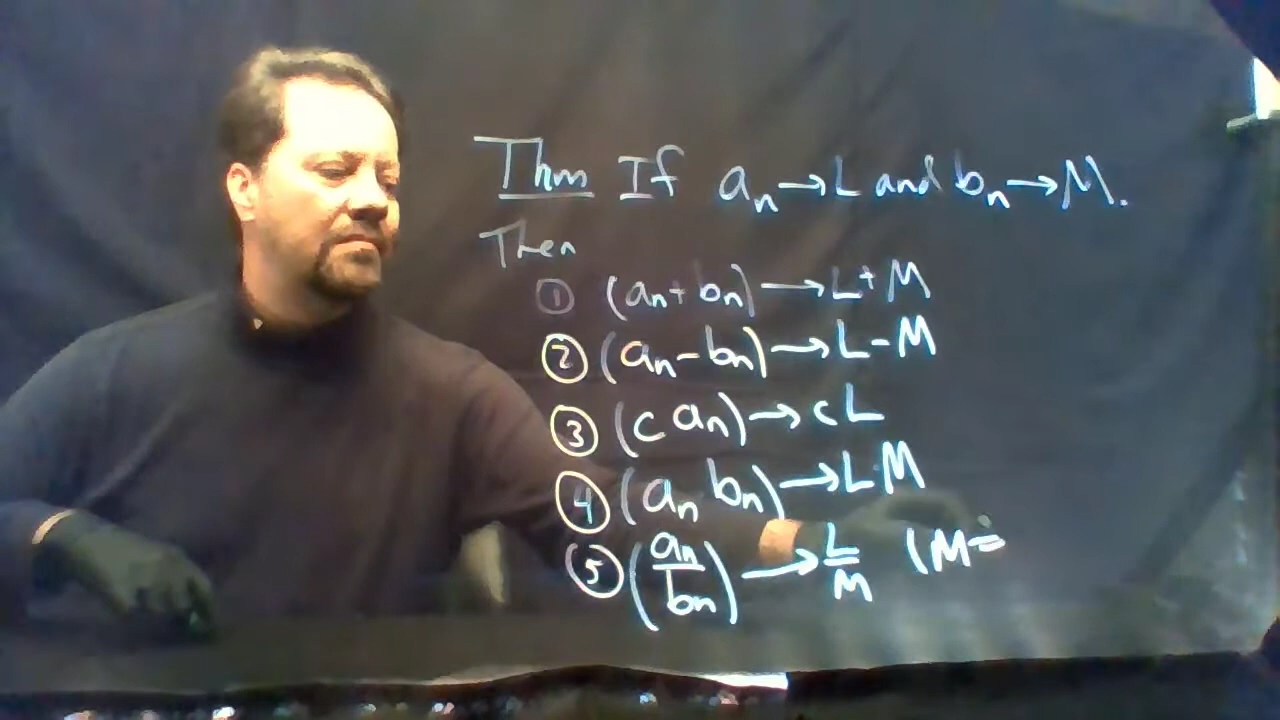 Thm If aₙ→L and bₙ→M.
Then
① (aₙ+bₙ)→L+M
② (aₙ-bₙ)→L-M
③ (c aₙ)→cL
④ (aₙ bₙ)→L·M
⑤ (aₙ/bₙ)→L/M (M=